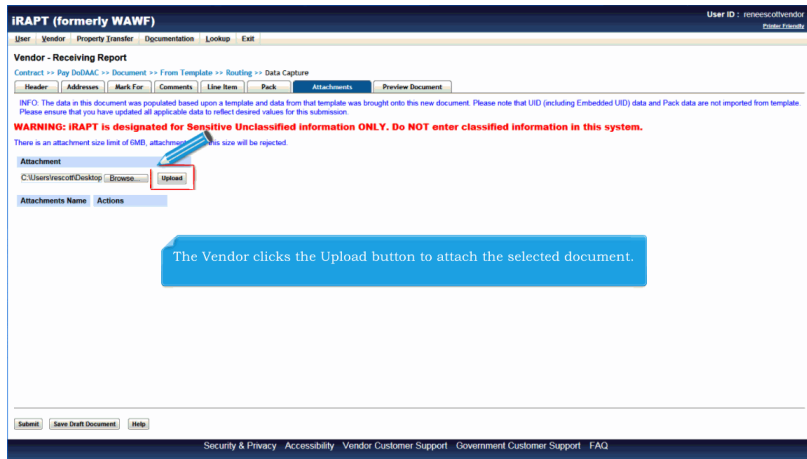 iRAPT (formerly WAWF)
User ID : reneescottvendor
Printer Friendly
User Vendor Property Transfer Documentation Lookup Exit
Vendor - Receiving Report
Contract >> Pay DoDAAC >> Document >> From Template >> Routing >> Data Capture
Header Addresses Mark For Comments Line Item Pack Attachments Preview Document
INFO: The data in this document was populated based upon a template and data from that template was brought onto this new document. Please note that UID (including Embedded UID) data and Pack data are not imported from template.
Please ensure that you have updated all applicable data to reflect desired values for this submission.
WARNING: iRAPT is designated for Sensitive Unclassified information ONLY. Do NOT enter classified information in this system.
There is an attachment size limit of 6MB, attachments this size will be rejected.
Attachment
C:\Users\rescott\Desktop Browse... Upload
Attachments Name Actions
The Vendor clicks the Upload button to attach the selected document.
Submit Save Draft Document Help
Security & Privacy Accessibility Vendor Customer Support Government Customer Support FAQ